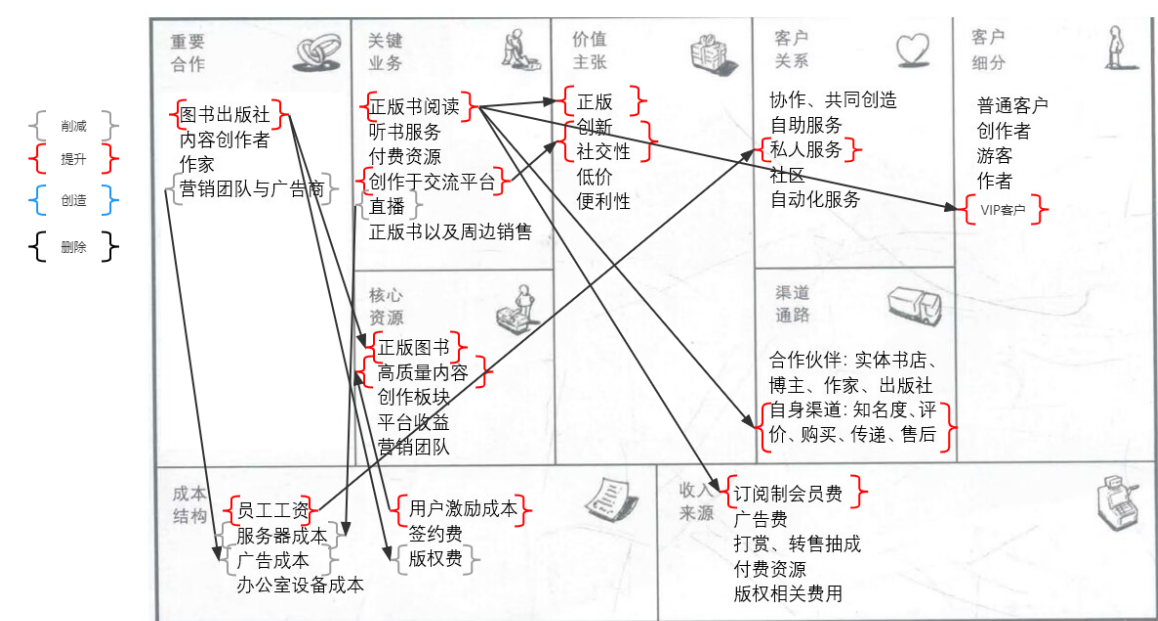 削减
提升
创造
删除
重要
合作
图书出版社
内容创作者
作家
营销团队与广告商
关键
业务
正版书阅读
听书服务
付费资源
创作于交流平台
直播
正版书以及周边销售
核心
资源
正版图书
高质量内容
创作板块
平台收益
营销团队
价值
主张
正版
创新
社交性
低价
便利性
客户
关系
协作、共同创造
自助服务
私人服务
社区
自动化服务
渠道
通路
合作伙伴：实体书店、
博主、作家、出版社
自身渠道：知名度、评
价、购买、传递、售后
客户
细分
普通客户
创作者
游客
作者
VIP客户
成本
结构
员工工资
服务器成本
广告成本
办公室设备成本
用户激励成本
签约费
版权费
收入
来源
订阅制会员费
广告费
打赏、转售抽成
付费资源
版权相关费用